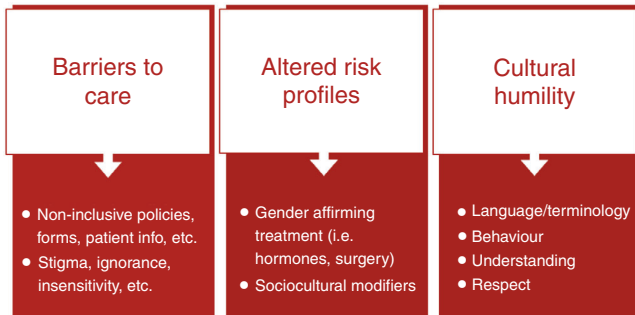 Barriers to
care
● Non-inclusive policies,
forms, patient info, etc.
● Stigma, ignorance,
insensitivity, etc.
Altered risk
profiles
● Gender affirming
treatment (i.e.
hormones, surgery)
● Sociocultural modifiers
Cultural
humility
● Language/terminology
● Behaviour
● Understanding
● Respect